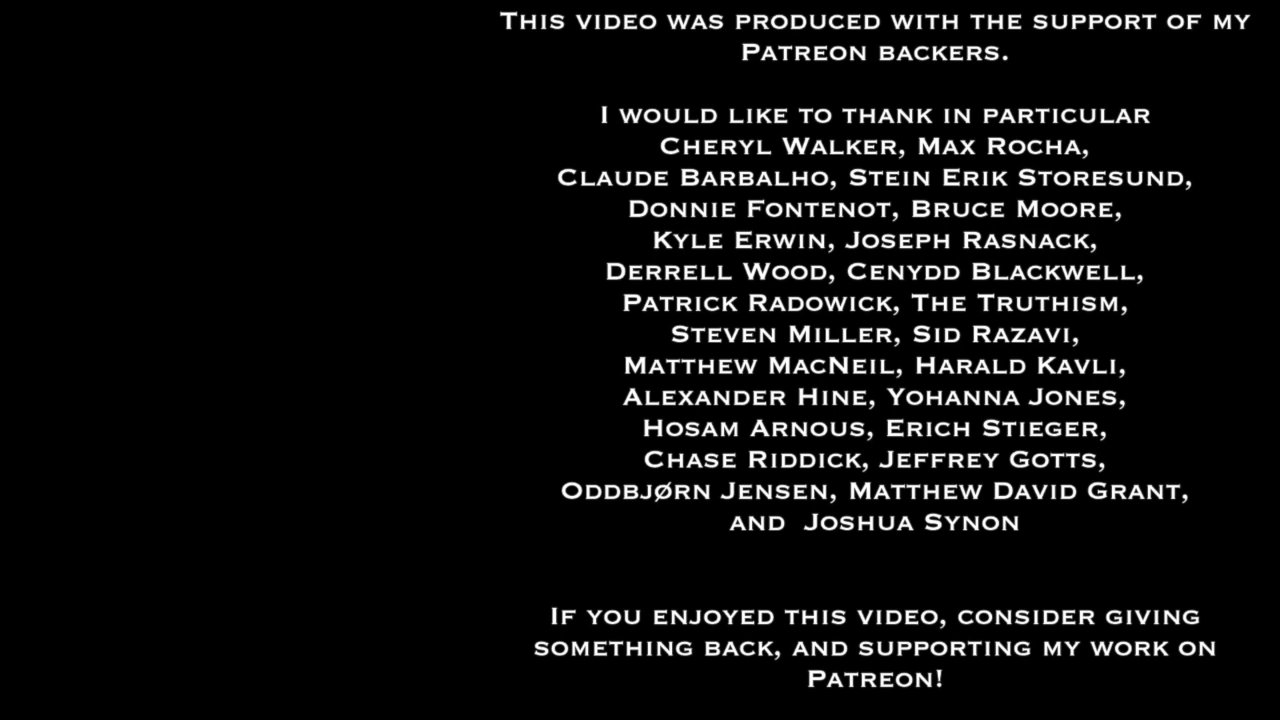 This video was produced with the support of my
Patreon backers.
I would like to thank in particular
Cheryl Walker, Max Rocha,
Claude Barbalho, Stein Erik Storesund,
Donnie Fontenot, Bruce Moore,
Kyle Erwin, Joseph Rasnack,
Derrell Wood, Cenydd Blackwell,
Patrick Radowick, The Truthism,
Steven Miller, Sid Razavi,
Matthew MacNeil, Harald Kavli,
Alexander Hine, Yohanna Jones,
Hosam Arnous, Erich Stieger,
Chase Riddick, Jeffrey Gotts,
Oddbjørn Jensen, Matthew David Grant,
and  Joshua Synon
If you enjoyed this video, consider giving
something back, and supporting my work on
Patreon!